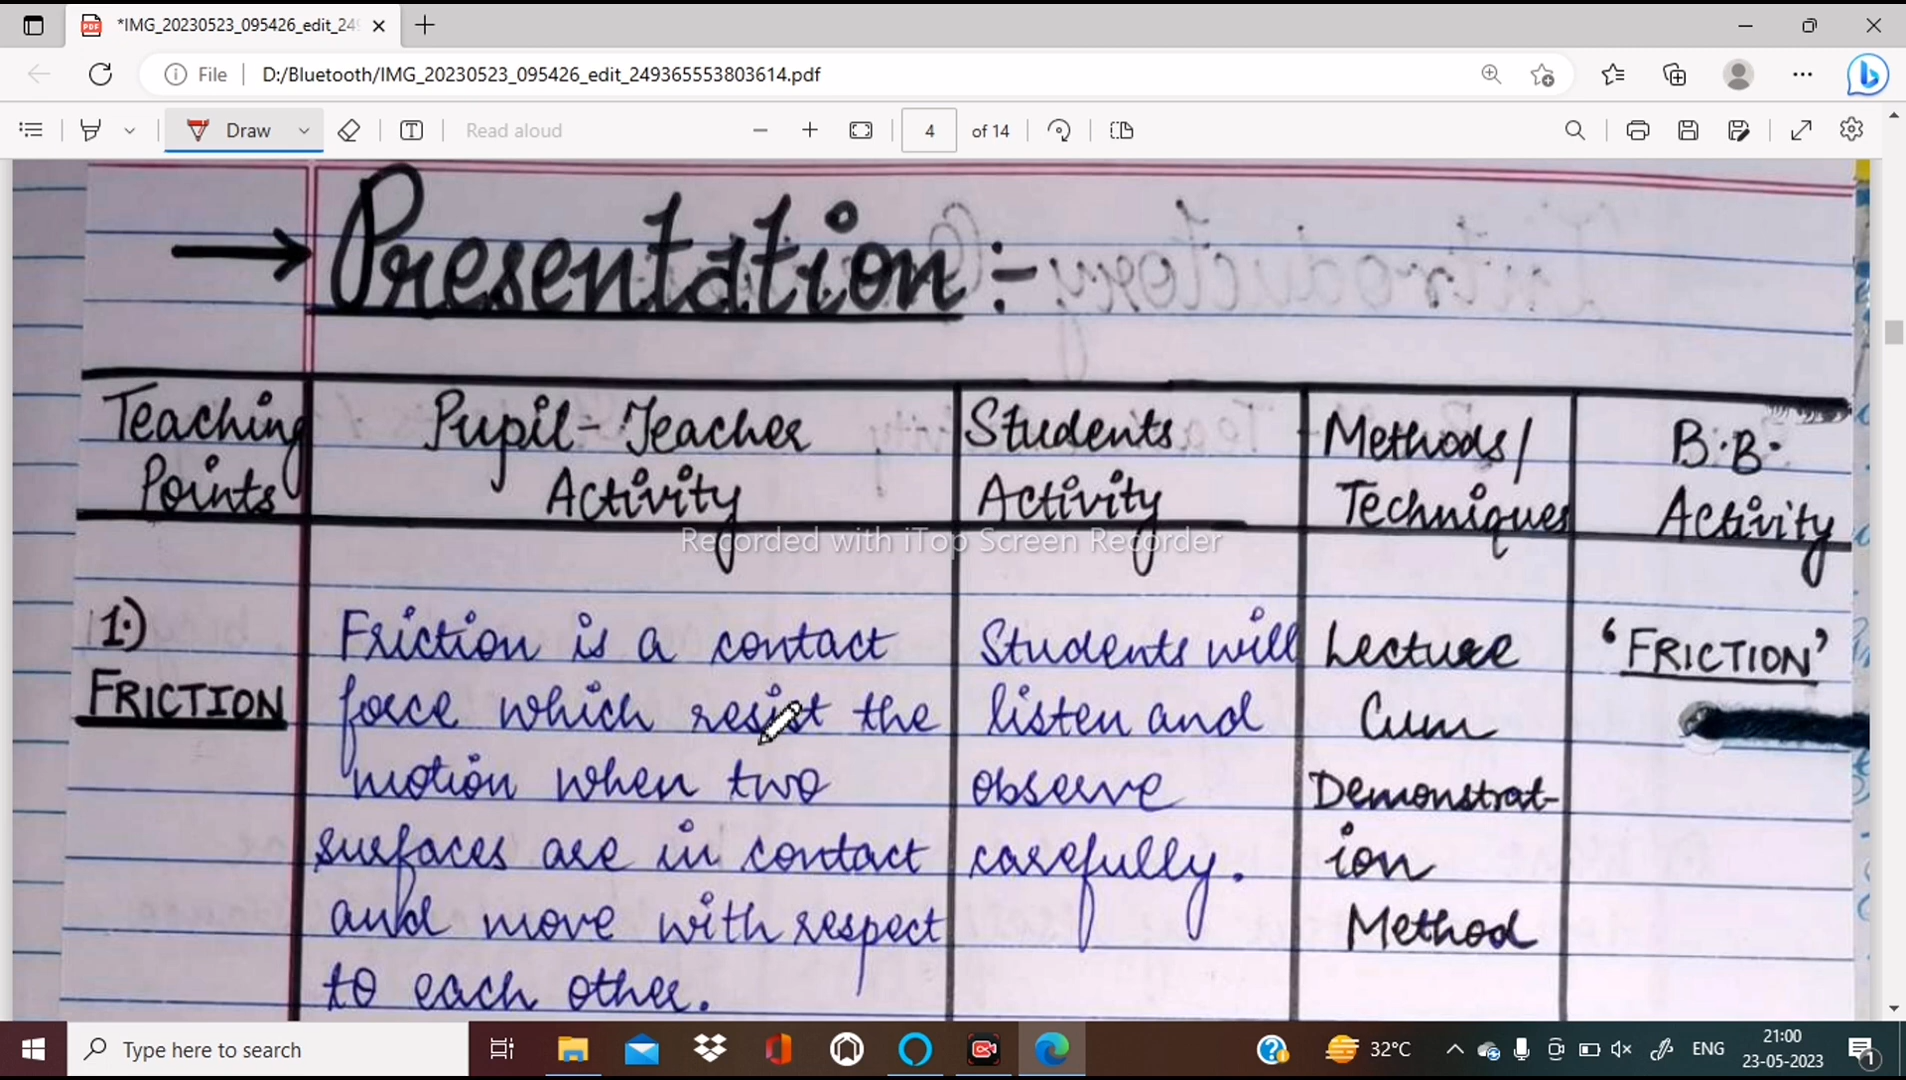 *IMG_20230523_095426_edit_249
File
D:/Bluetooth/IMG_20230523_095426_edit_249365553803614.pdf
Draw
Read aloud
4 of 14
→ Presentation :-
Teaching Points
Pupil-Teacher Activity
Students Activity
Methods/ Techniques
B.B. Activity
Recorded with iTop Screen Recorder
1.)
FRICTION
Friction is a contact
force which resist the
motion when two
surfaces are in contact
and move with respect
to each other.
Students will
listen and
observe
carefully.
Lecture
Cum
Demonstrat-
ion
Method
‘FRICTION’
Type here to search
32°C
ENG
21:00
23-05-2023
1